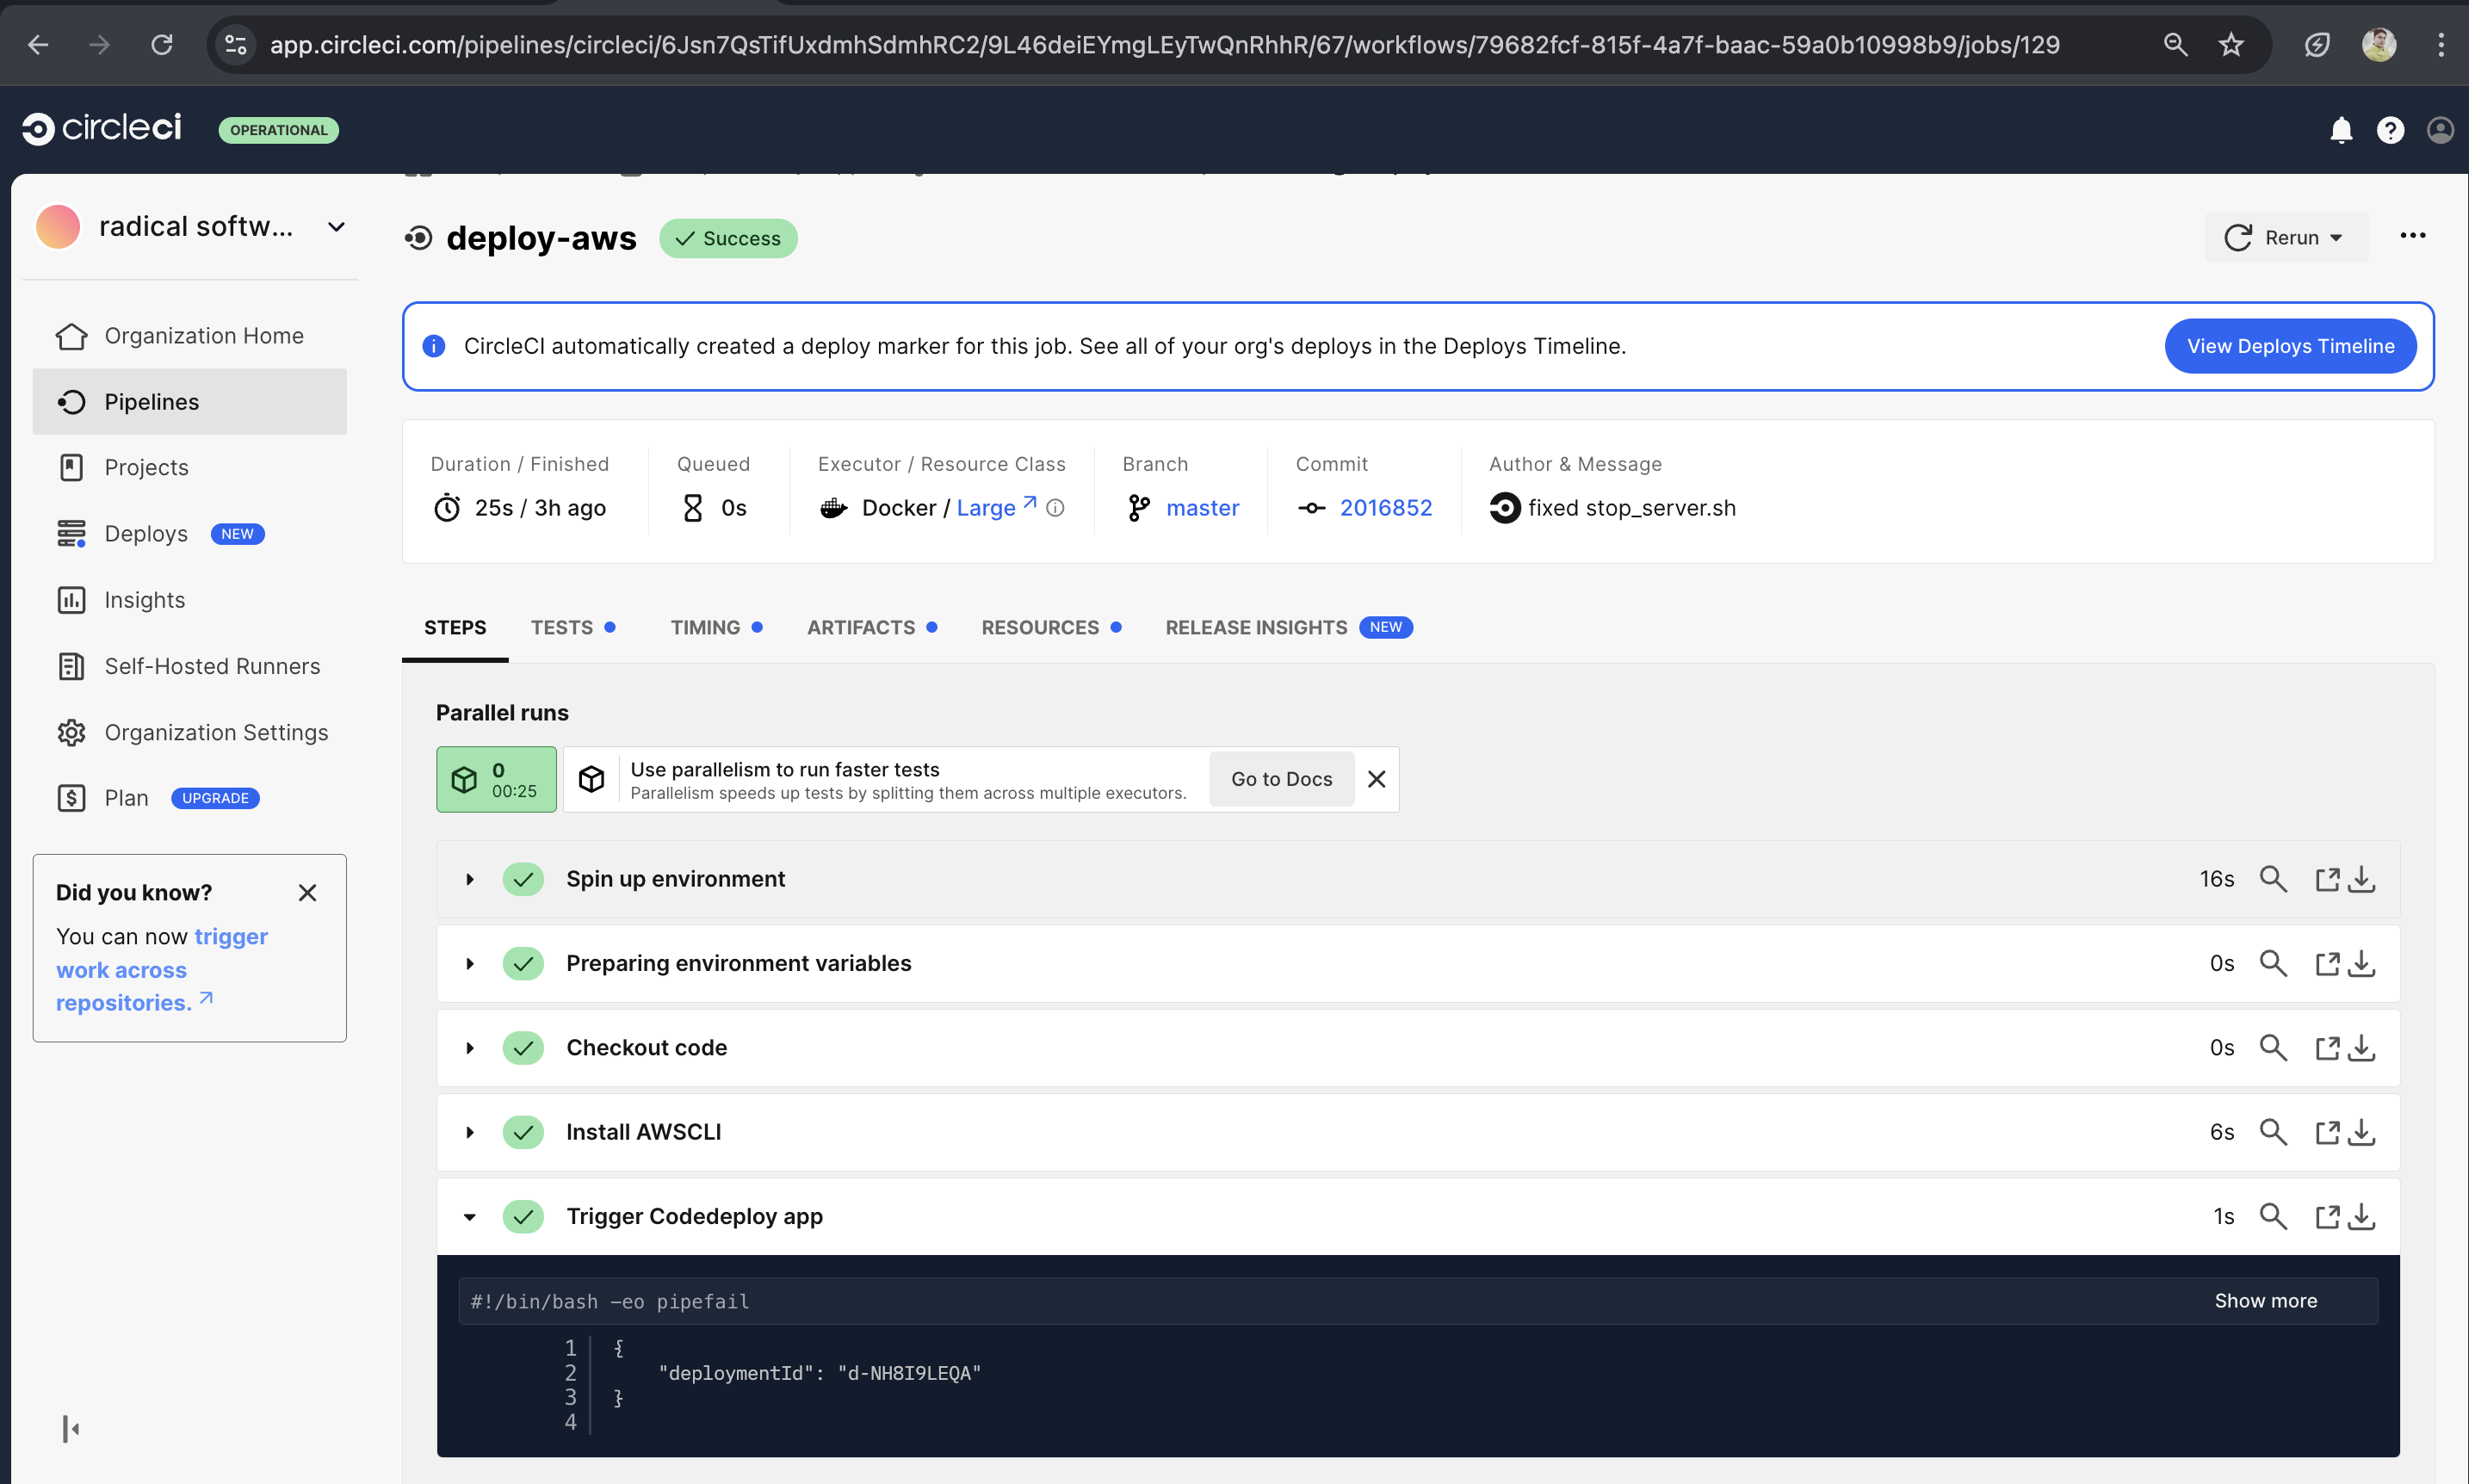 app.circleci.com/pipelines/circleci/6Jsn7QsTifUxdmhSdmhRC2/9L46deiEYmgLEyTwQnRhhR/67/workflows/79682fcf-815f-4a7f-baac-59a0b10998b9/jobs/129
circleci
OPERATIONAL
radical softw...
Organization Home
Pipelines
Projects
Deploys NEW
Insights
Self-Hosted Runners
Organization Settings
Plan UPGRADE
Did you know?
You can now trigger
work across
repositories.
deploy-aws
Success
Rerun
CircleCI automatically created a deploy marker for this job. See all of your org's deploys in the Deploys Timeline.
View Deploys Timeline
Duration / Finished
25s / 3h ago
Queued
0s
Executor / Resource Class
Docker / Large
Branch
master
Commit
2016852
Author & Message
fixed stop_server.sh
STEPS TESTS TIMING ARTIFACTS RESOURCES RELEASE INSIGHTS NEW
Parallel runs
0
00:25
Use parallelism to run faster tests
Parallelism speeds up tests by splitting them across multiple executors.
Go to Docs
Spin up environment 16s
Preparing environment variables 0s
Checkout code 0s
Install AWSCLI 6s
Trigger Codedeploy app 1s
#!/bin/bash -eo pipefail
Show more
1 {
2 "deploymentId": "d-NH8I9LEQA"
3 }
4